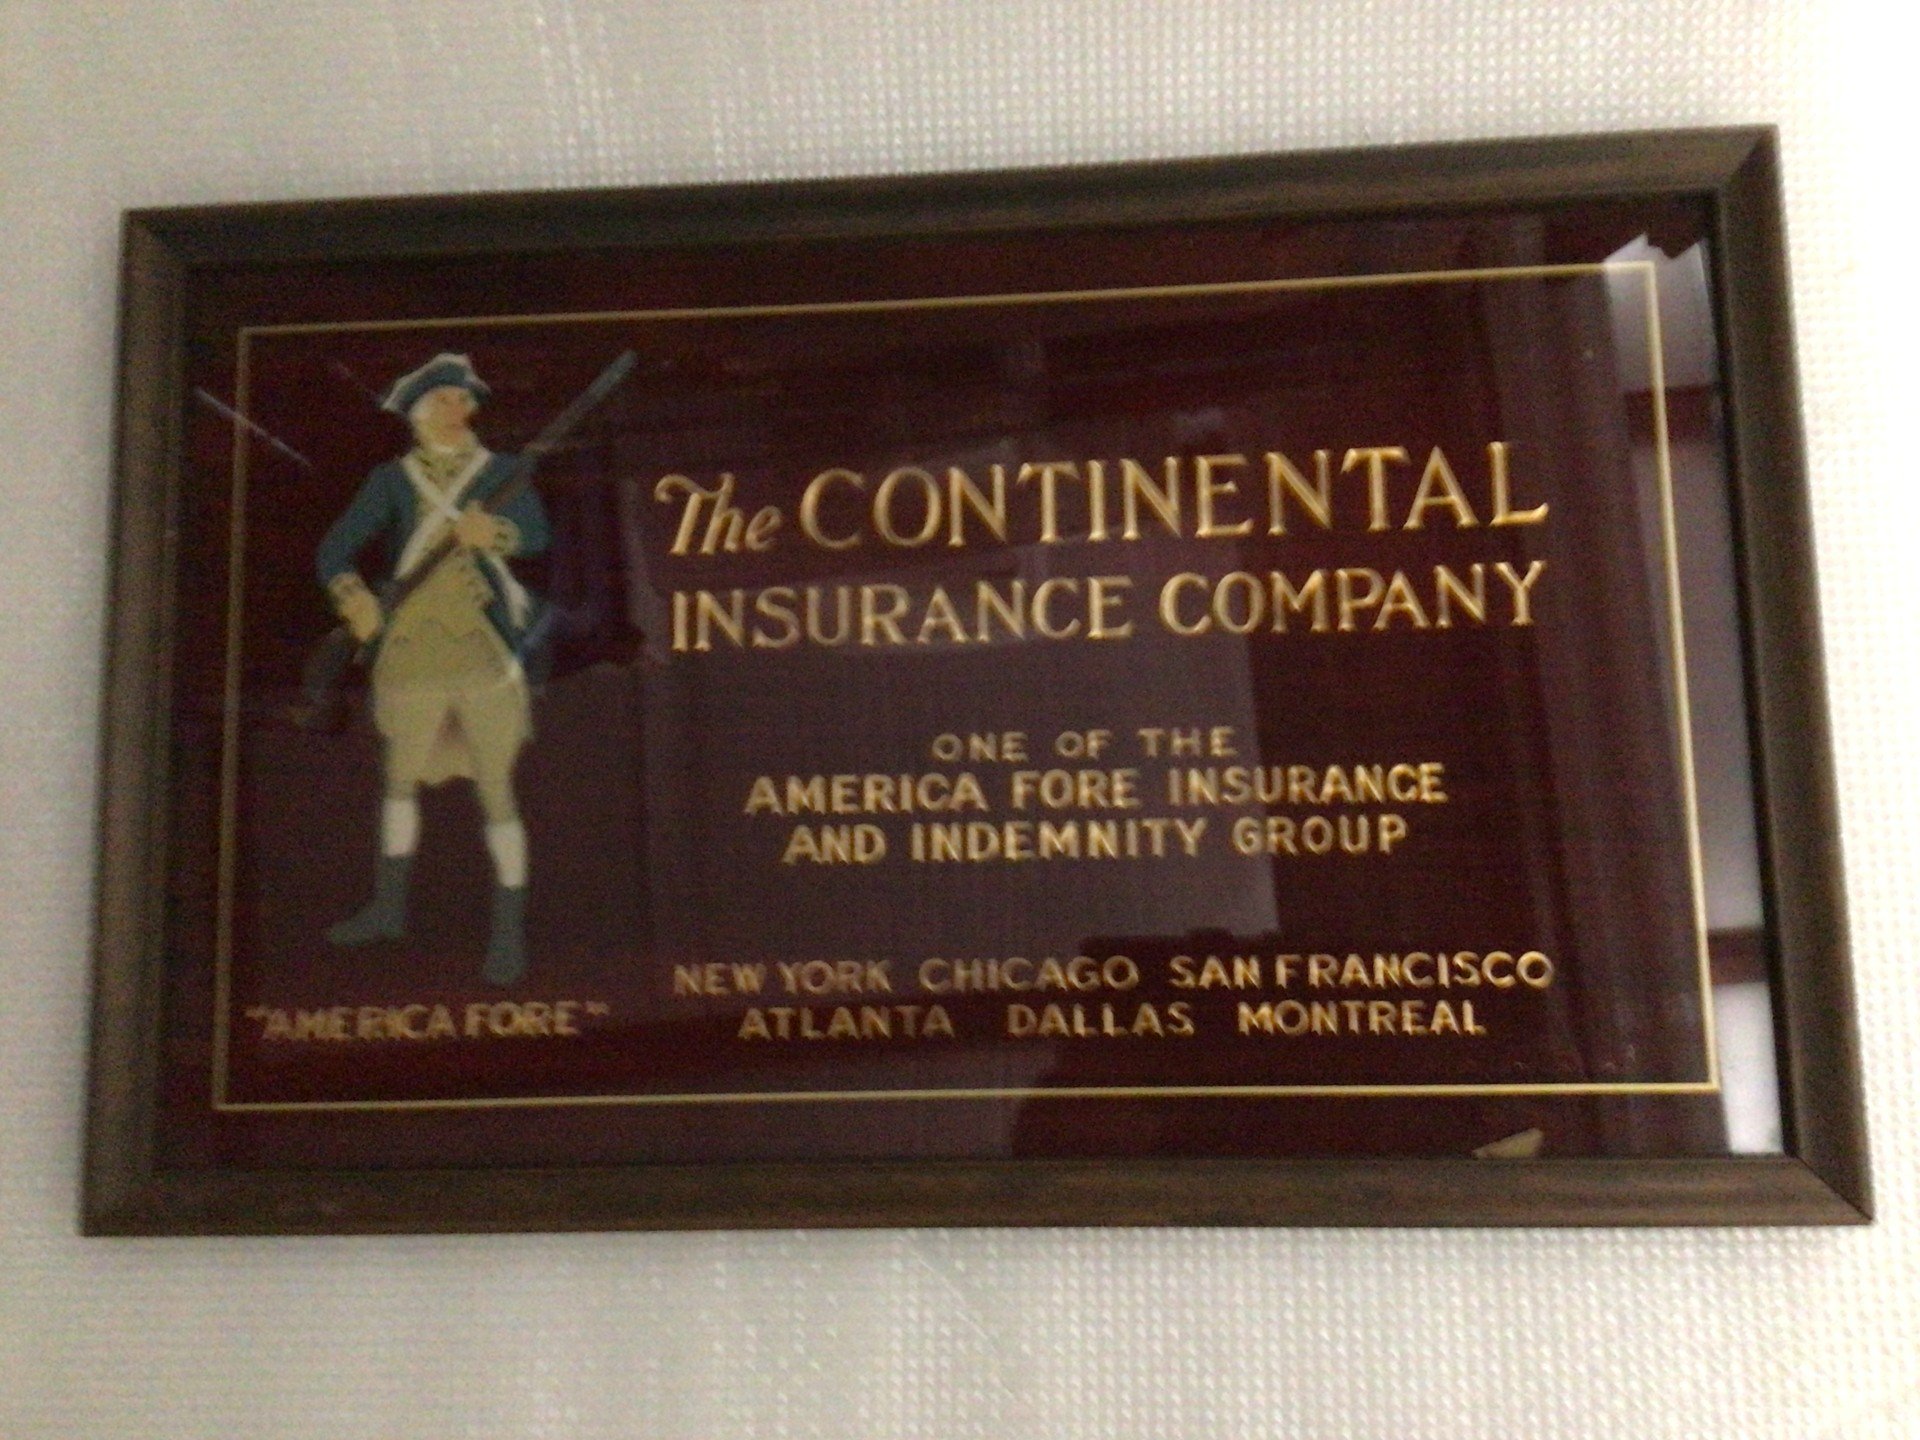 The CONTINENTAL
INSURANCE COMPANY
ONE OF THE
AMERICA FORE INSURANCE
AND INDEMNITY GROUP
NEW YORK CHICAGO SAN FRANCISCO
ATLANTA DALLAS MONTREAL
"AMERICA FORE"